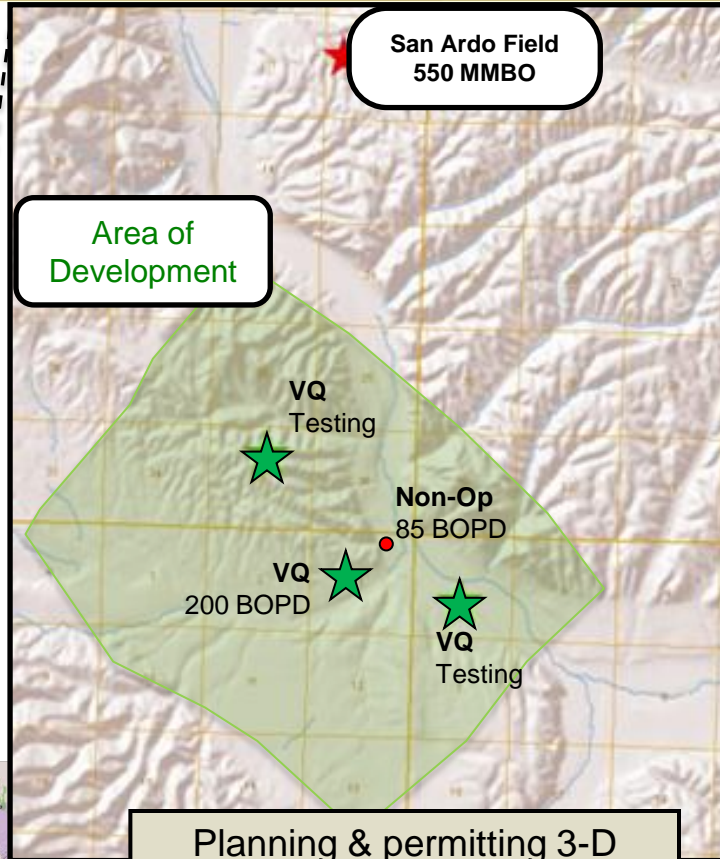 San Ardo Field
550 MMBO
Area of
Development
VQ
Testing
Non-Op
85 BOPD
VQ
200 BOPD
VQ
Testing
Planning & permitting 3-D